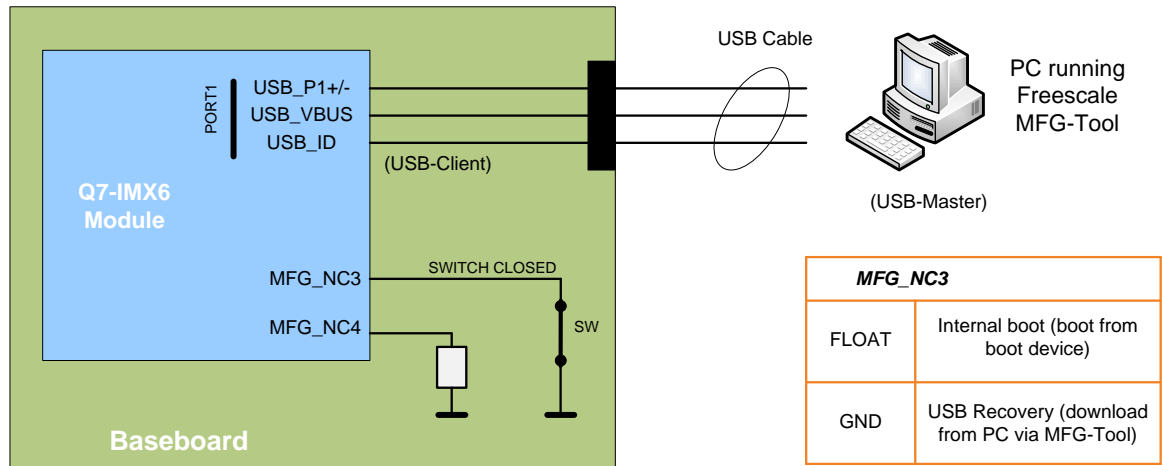 USB Cable
PC running
Freescale
MFG-Tool
(USB-Master)
PORT1
USB_P1+/-
USB_VBUS
USB_ID
(USB-Client)
Q7-IMX6
Module
MFG_NC3
SWITCH CLOSED
SW
MFG_NC4
Baseboard
MFG_NC3
FLOAT
Internal boot (boot from
boot device)
GND
USB Recovery (download
from PC via MFG-Tool)